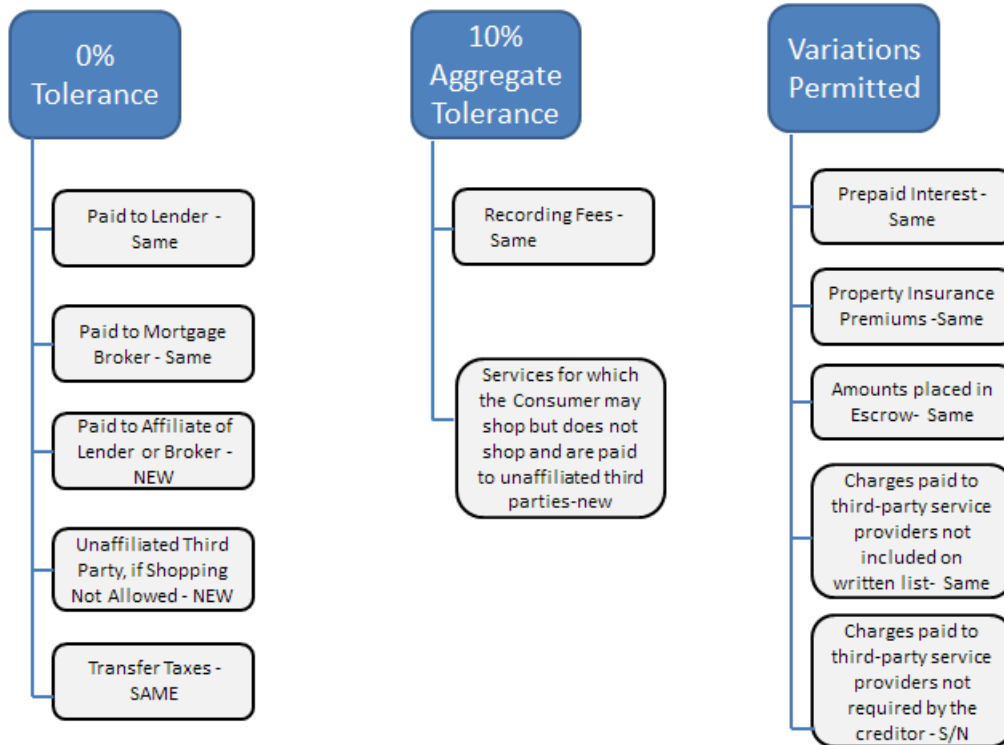 0%
Tolerance
Paid to Lender -
Same
Paid to Mortgage
Broker - Same
Paid to Affiliate of
Lender or Broker -
NEW
Unaffiliated Third
Party, if Shopping
Not Allowed - NEW
Transfer Taxes -
SAME
10%
Aggregate
Tolerance
Recording Fees -
Same
Services for which
the Consumer may
shop but does not
shop and are paid
to unaffiliated third
parties-new
Variations
Permitted
Prepaid Interest -
Same
Property Insurance
Premiums -Same
Amounts placed in
Escrow- Same
Charges paid to
third-party service
providers not
included on
written list- Same
Charges paid to
third-party service
providers not
required by the
creditor - S/N